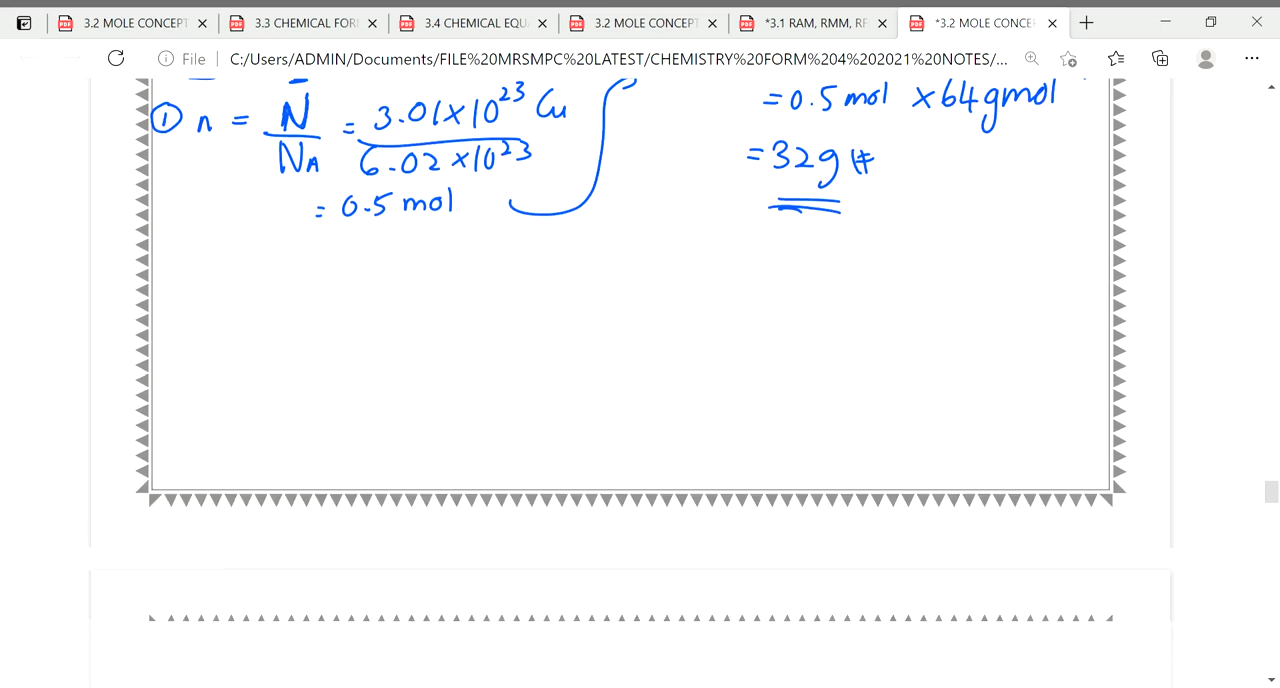 3.2 MOLE CONCEPT
3.3 CHEMICAL FOR
3.4 CHEMICAL EQU
3.2 MOLE CONCEPT
*3.1 RAM, RMM, RF
*3.2 MOLE CONCE
File C:/Users/ADMIN/Documents/FILE%20MRSMPC%20LATEST/CHEMISTRY%20FORM%204%202021%20NOTES/...
① n = N / NA = 3.01 × 10²³ Cu / 6.02 × 10²³
= 0.5 mol
= 0.5 mol × 64 gmol
= 32g #